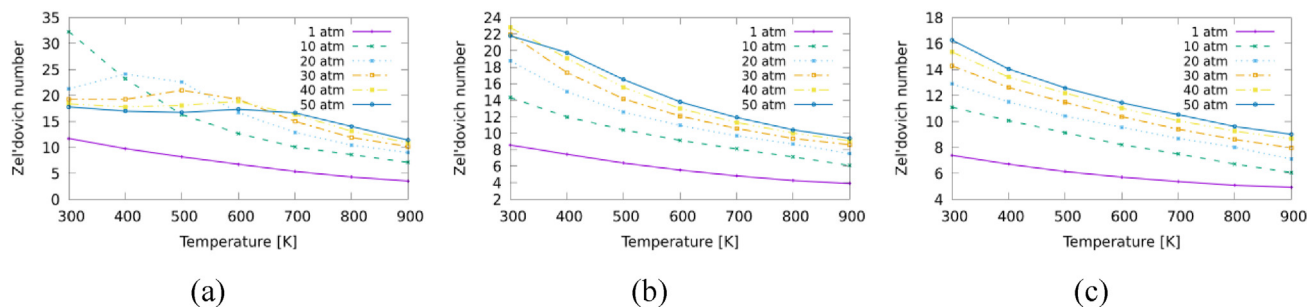 Zel'dovich number
35
30
25
20
15
10
5
0
1 atm
10 atm
20 atm
30 atm
40 atm
50 atm
300 400 500 600 700 800 900
Temperature [K]
(a)
Zel'dovich number
24
22
20
18
16
14
12
10
8
6
4
2
1 atm
10 atm
20 atm
30 atm
40 atm
50 atm
300 400 500 600 700 800 900
Temperature [K]
(b)
Zel'dovich number
18
16
14
12
10
8
6
4
1 atm
10 atm
20 atm
30 atm
40 atm
50 atm
300 400 500 600 700 800 900
Temperature [K]
(c)